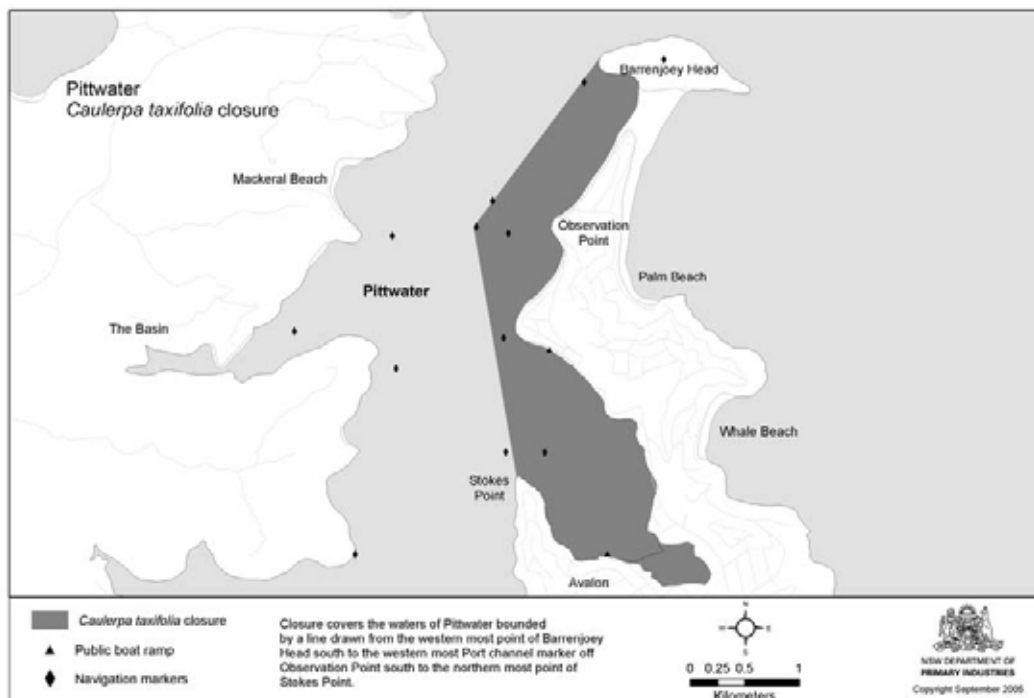 Pittwater
Caulerpa taxifolia closure
Barrenjoey Head
Mackeral Beach
Observation
Point
Palm Beach
Pittwater
The Basin
Whale Beach
Stokes
Point
Avalon
Caulerpa taxifolia closure
Public boat ramp
Navigation markers
Closure covers the waters of Pittwater bounded
by a line drawn from the western most point of Barrenjoey
Head south to the western most Port channel marker off
Observation Point south to the northern most point of
Stokes Point.
N
W
E
S
0 0.25 0.5 1
Kilometers
NSW DEPARTMENT OF
PRIMARY INDUSTRIES
Copyright September 2006